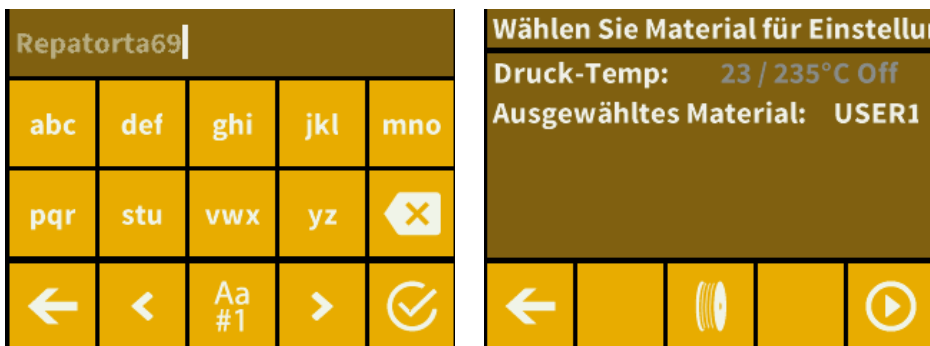 Repatorta69
abc def ghi jkl mno
pqr stu vwx yz
Aa
#1
Wählen Sie Material für Einstellun
Druck-Temp: 23 / 235°C Off
Ausgewähltes Material: USER1